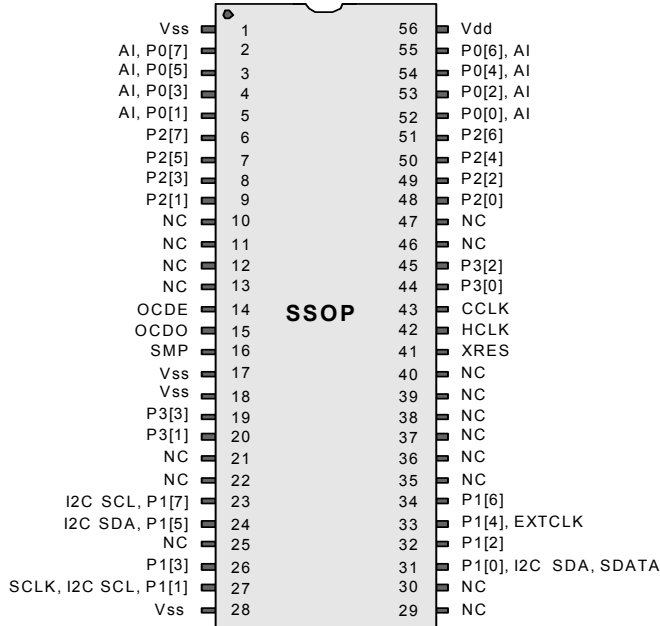 Vss 1 56 Vdd
AI, P0[7] 2 55 P0[6], AI
AI, P0[5] 3 54 P0[4], AI
AI, P0[3] 4 53 P0[2], AI
AI, P0[1] 5 52 P0[0], AI
P2[7] 6 51 P2[6]
P2[5] 7 50 P2[4]
P2[3] 8 49 P2[2]
P2[1] 9 48 P2[0]
NC 10 47 NC
NC 11 46 NC
NC 12 45 P3[2]
NC 13 44 P3[0]
OCDE 14 SSOP 43 CCLK
OCDO 15 42 HCLK
SMP 16 41 XRES
Vss 17 40 NC
Vss 18 39 NC
P3[3] 19 38 NC
P3[1] 20 37 NC
NC 21 36 NC
NC 22 35 NC
I2C SCL, P1[7] 23 34 P1[6]
I2C SDA, P1[5] 24 33 P1[4], EXTCLK
NC 25 32 P1[2]
P1[3] 26 31 P1[0], I2C SDA, SDATA
SCLK, I2C SCL, P1[1] 27 30 NC
Vss 28 29 NC